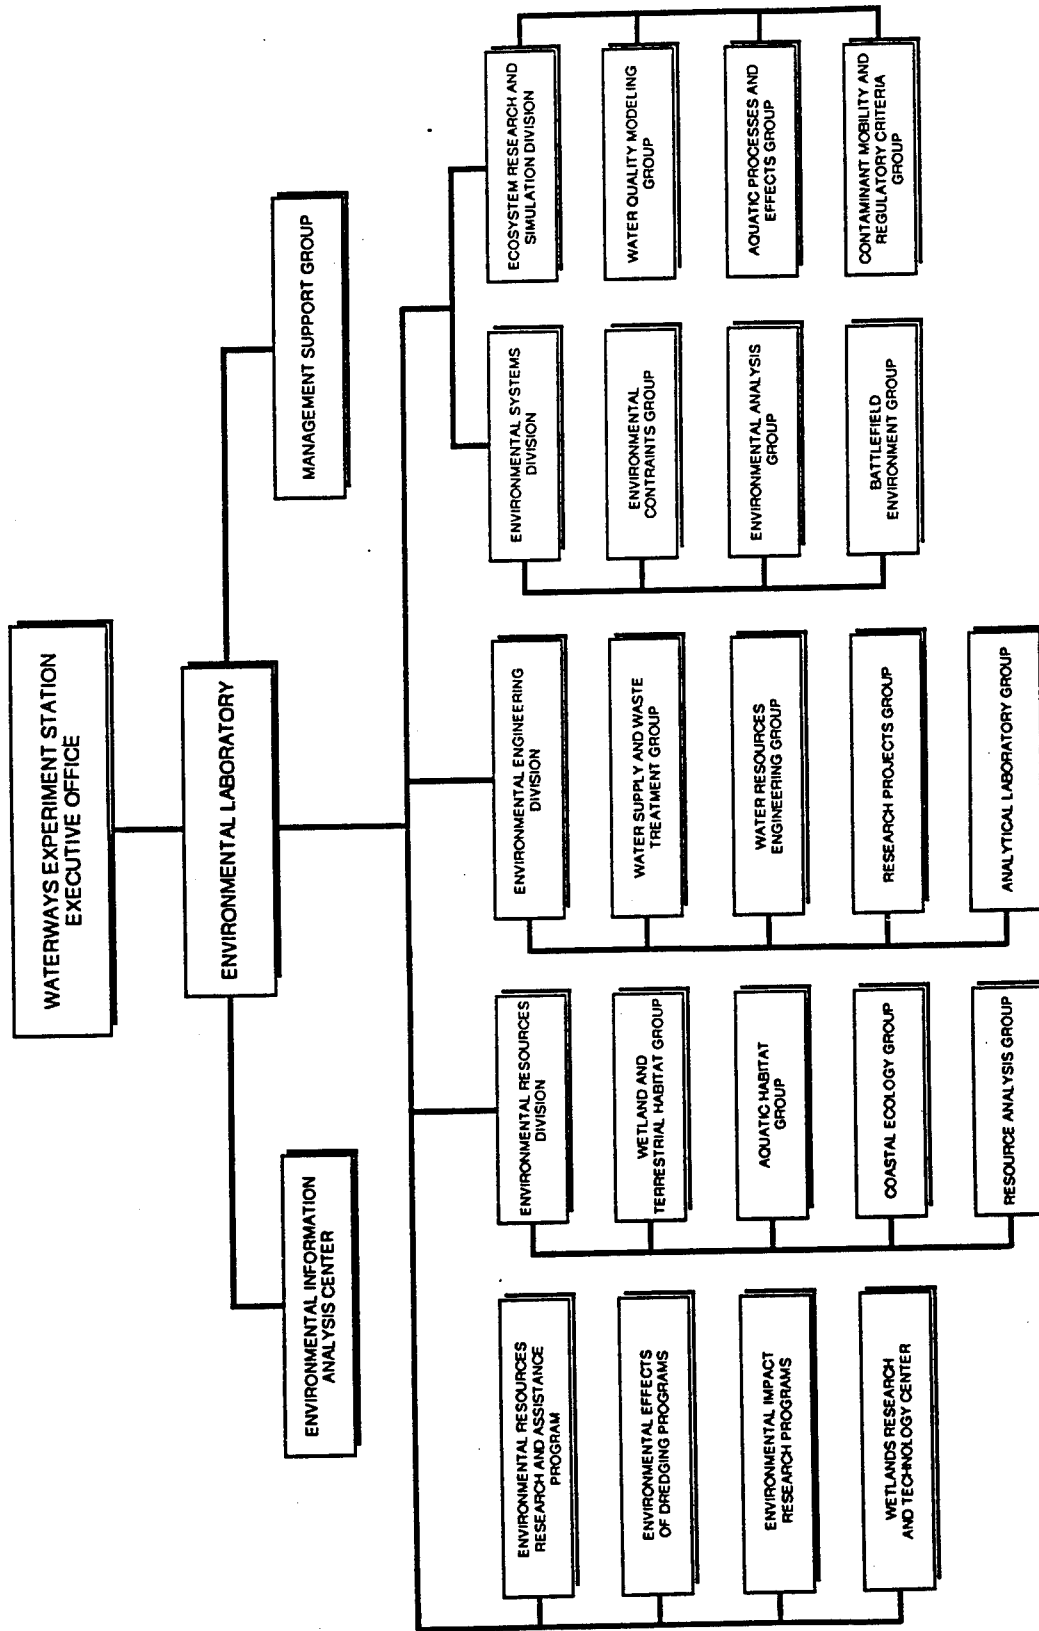 WATERWAYS EXPERIMENT STATION
EXECUTIVE OFFICE
ENVIRONMENTAL LABORATORY
ENVIRONMENTAL INFORMATION
ANALYSIS CENTER
MANAGEMENT SUPPORT GROUP
ENVIRONMENTAL RESOURCES
RESEARCH AND ASSISTANCE
PROGRAM
ENVIRONMENTAL EFFECTS
OF DREDGING PROGRAMS
ENVIRONMENTAL IMPACT
RESEARCH PROGRAMS
WETLANDS RESEARCH
AND TECHNOLOGY CENTER
ENVIRONMENTAL RESOURCES
DIVISION
WETLAND AND
TERRESTRIAL HABITAT GROUP
AQUATIC HABITAT
GROUP
COASTAL ECOLOGY GROUP
RESOURCE ANALYSIS GROUP
ENVIRONMENTAL ENGINEERING
DIVISION
WATER SUPPLY AND WASTE
TREATMENT GROUP
WATER RESOURCES
ENGINEERING GROUP
RESEARCH PROJECTS GROUP
ANALYTICAL LABORATORY GROUP
ENVIRONMENTAL SYSTEMS
DIVISION
ENVIRONMENTAL
CONTRAINTS GROUP
ENVIRONMENTAL ANALYSIS
GROUP
BATTLEFIELD
ENVIRONMENT GROUP
ECOSYSTEM RESEARCH AND
SIMULATION DIVISION
WATER QUALITY MODELING
GROUP
AQUATIC PROCESSES AND
EFFECTS GROUP
CONTAMINANT MOBILITY AND
REGULATORY CRITERIA
GROUP